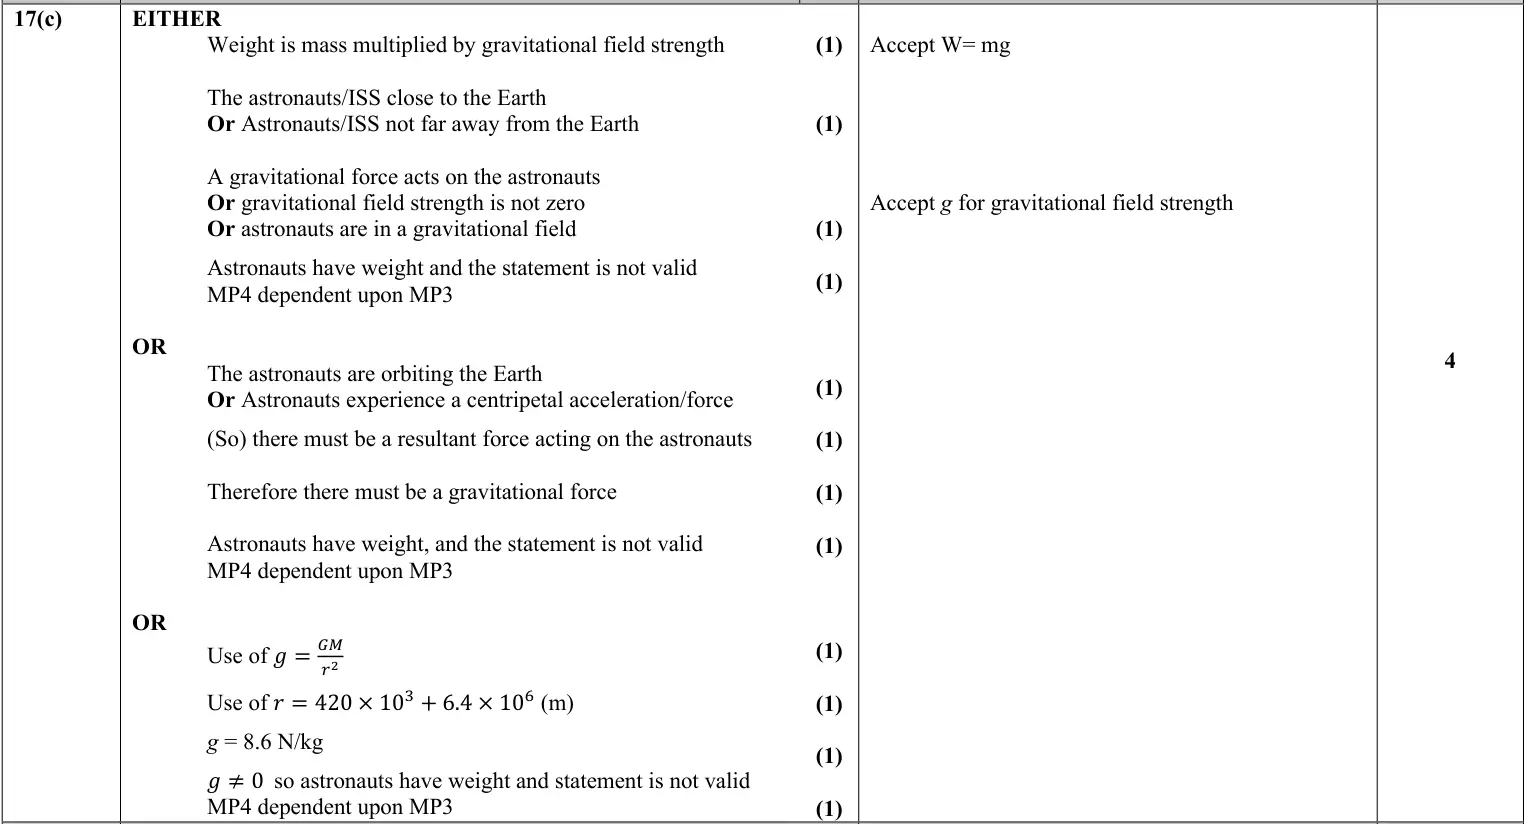 17(c)
EITHER
Weight is mass multiplied by gravitational field strength (1) Accept W= mg
The astronauts/ISS close to the Earth
Or Astronauts/ISS not far away from the Earth (1)
A gravitational force acts on the astronauts
Or gravitational field strength is not zero Accept g for gravitational field strength
Or astronauts are in a gravitational field (1)
Astronauts have weight and the statement is not valid
MP4 dependent upon MP3 (1)
OR
4
The astronauts are orbiting the Earth
Or Astronauts experience a centripetal acceleration/force (1)
(So) there must be a resultant force acting on the astronauts (1)
Therefore there must be a gravitational force (1)
Astronauts have weight, and the statement is not valid (1)
MP4 dependent upon MP3
OR
Use of g = GM/r² (1)
Use of r = 420 × 10³ + 6.4 × 10⁶ (m) (1)
g = 8.6 N/kg (1)
g ≠ 0 so astronauts have weight and statement is not valid
MP4 dependent upon MP3 (1)